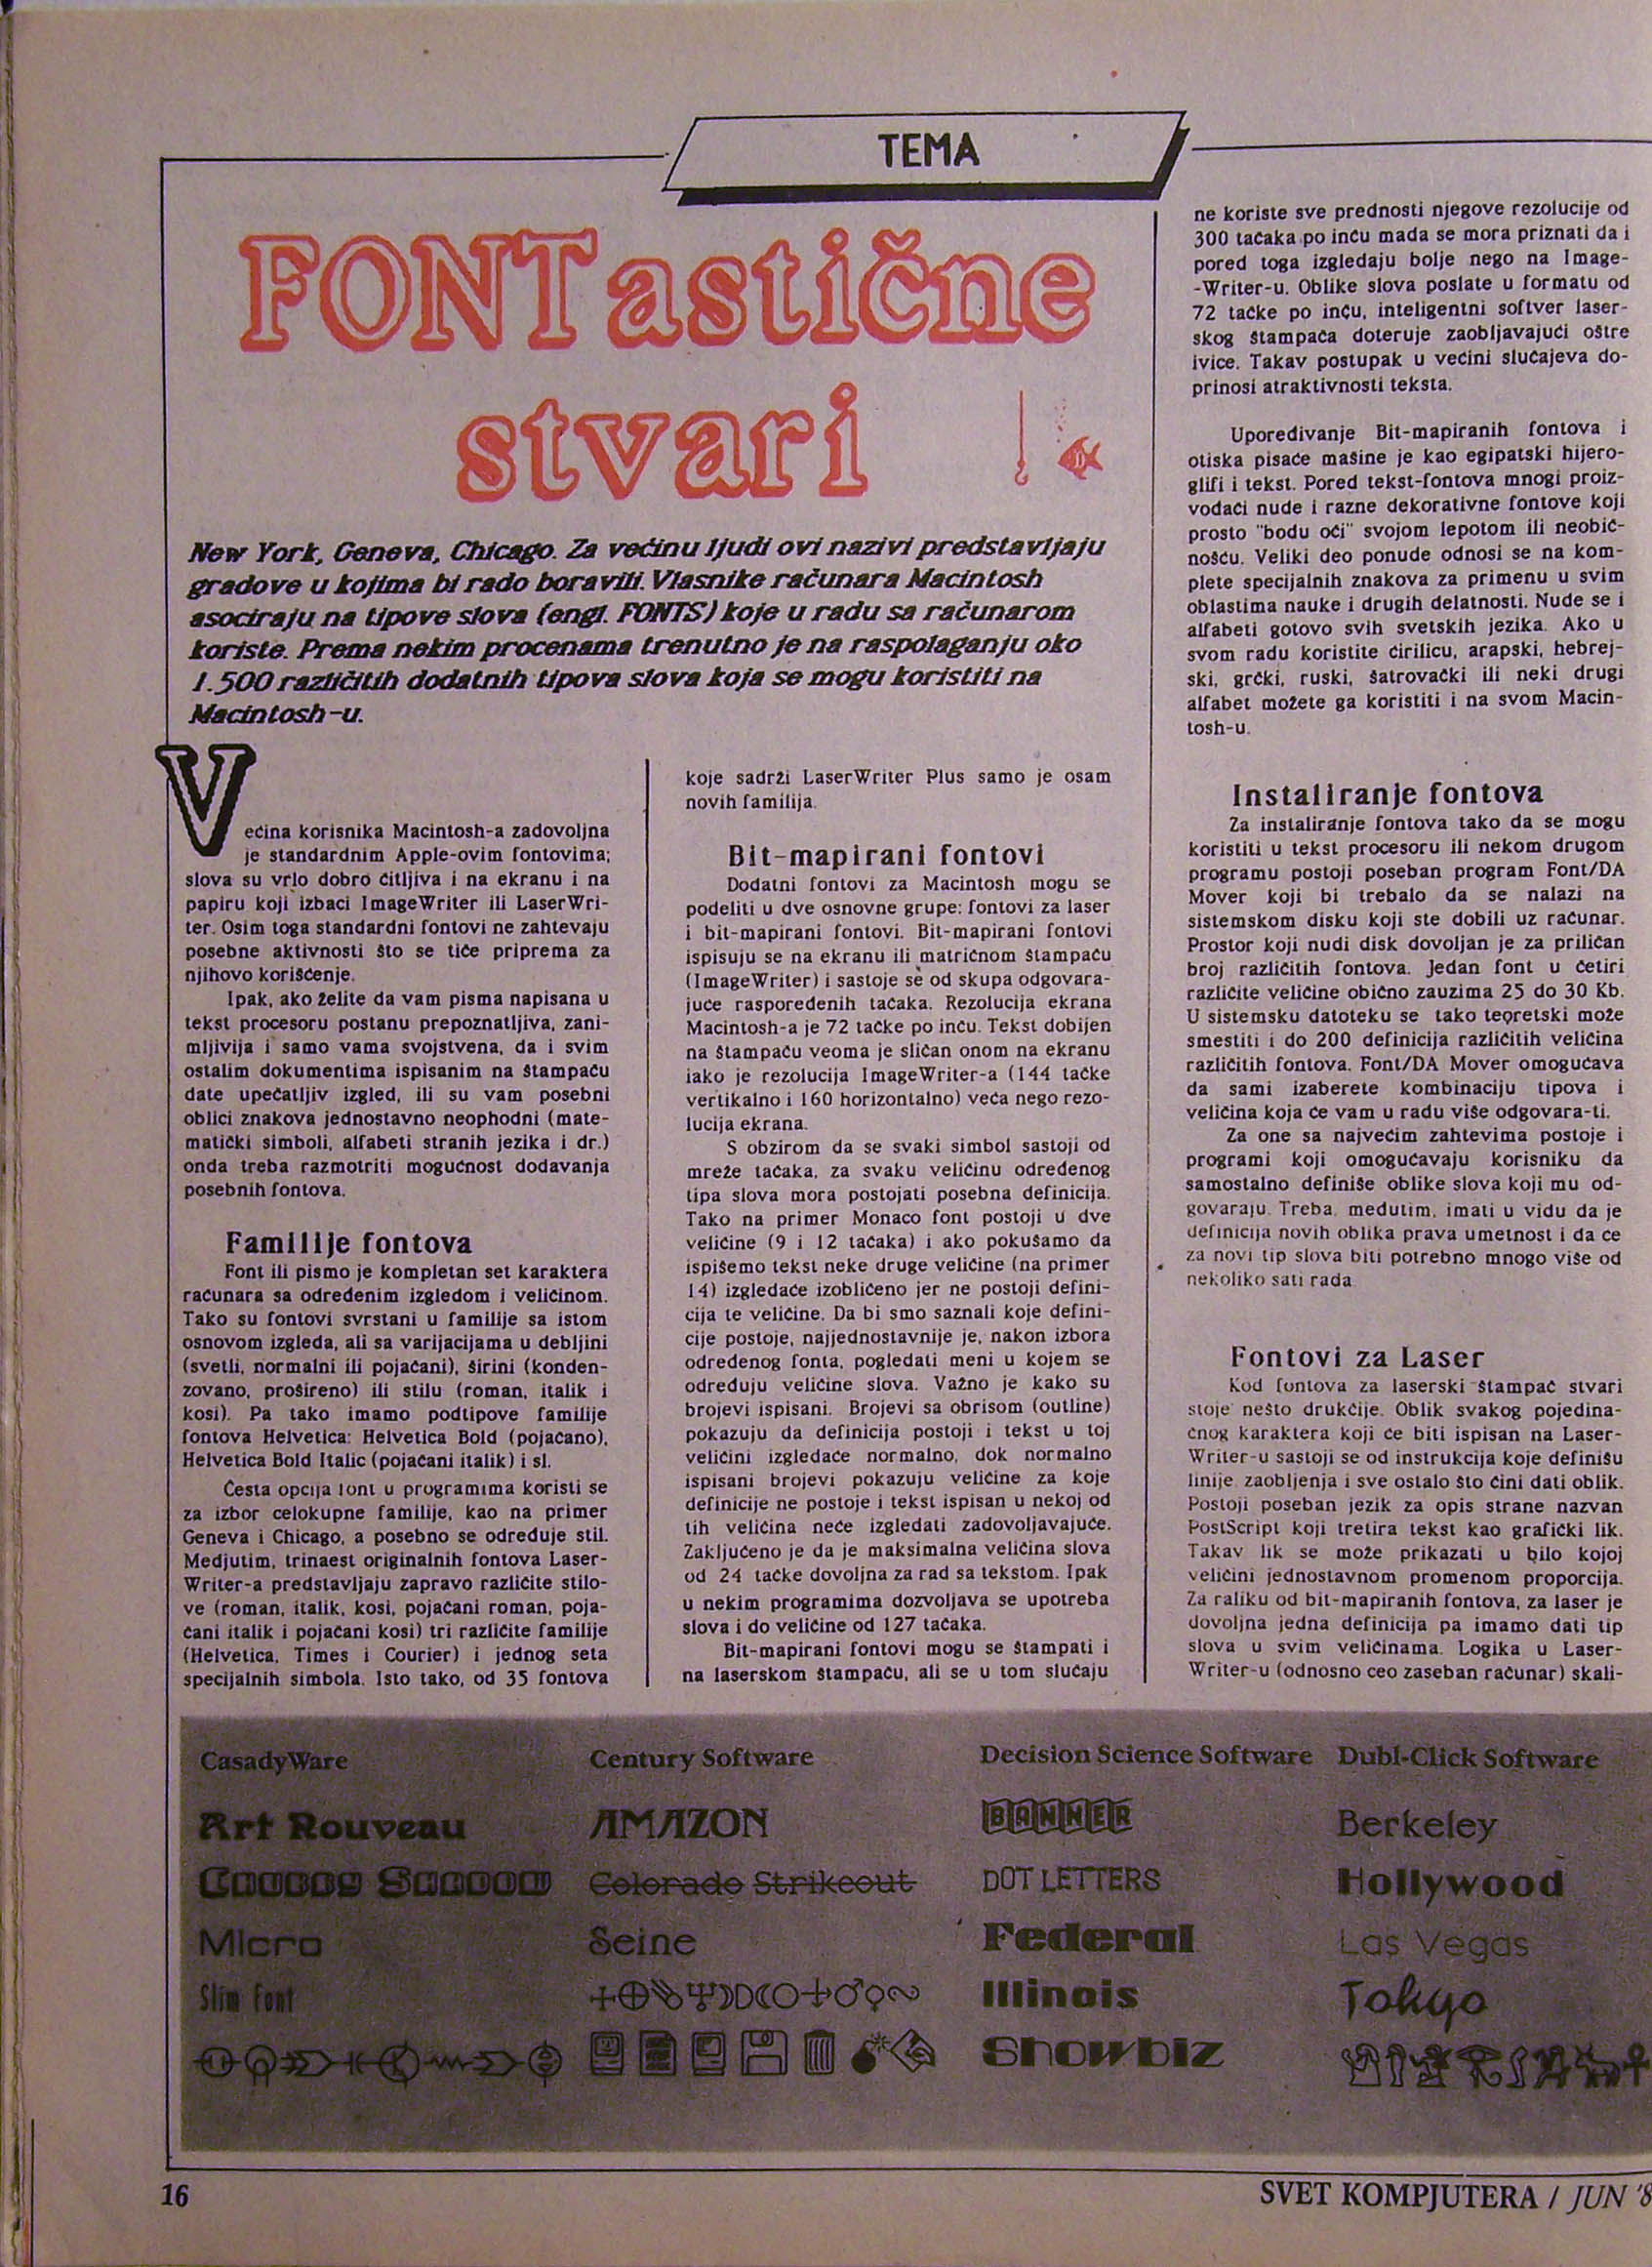 TEMA
FONTastične
stvari
New York, Geneva, Chicago. Za većinu ljudi ovi nazivi predstavljaju
gradove u kojima bi rado boravili. Vlasnike računara Macintosh
asociraju na tipove slova (engl. FONTS) koje u radu sa računarom
koriste. Prema nekim procenama trenutno je na raspolaganju oko
1.500 različitih dodatnih tipova slova koja se mogu koristiti na
Macintosh-u.
Većina korisnika Macintosh-a zadovoljna
je standardnim Apple-ovim fontovima;
slova su vrlo dobro čitljiva i na ekranu i na
papiru koji izbaci ImageWriter ili LaserWri-
ter. Osim toga standardni fontovi ne zahtevaju
posebne aktivnosti što se tiče priprema za
njihovo korišćenje.
Ipak, ako želite da vam pisma napisana u
tekst procesoru postanu prepoznatljiva, zani-
mljivija i samo vama svojstvena, da i svim
ostalim dokumentima ispisanim na štampaču
date upečatljiv izgled, ili su vam posebni
oblici znakova jednostavno neophodni (mate-
matički simboli, alfabeti stranih jezika i dr.)
onda treba razmotriti mogućnost dodavanja
posebnih fontova.
Familije fontova
Font ili pismo je kompletan set karaktera
računara sa određenim izgledom i veličinom.
Tako su fontovi svrstani u familije sa istom
osnovom izgleda, ali sa varijacijama u debljini
(svetli, normalni ili pojačani), širini (konden-
zovano, prošireno) ili stilu (roman, italik i
kosi). Pa tako imamo podtipove familije
fontova Helvetica: Helvetica Bold (pojačano),
Helvetica Bold Italic (pojačani italik) i sl.
Česta opcija font u programima koristi se
za izbor celokupne familije, kao na primer
Geneva i Chicago, a posebno se određuje stil.
Medjutim, trinaest originalnih fontova Laser-
Writer-a predstavljaju zapravo različite stilo-
ve (roman, italik, kosi, pojačani roman, poja-
čani italik i pojačani kosi) tri različite familije
(Helvetica, Times i Courier) i jednog seta
specijalnih simbola. Isto tako, od 35 fontova
koje sadrži LaserWriter Plus samo je osam
novih familija.
Bit-mapirani fontovi
Dodatni fontovi za Macintosh mogu se
podeliti u dve osnovne grupe: fontovi za laser
i bit-mapirani fontovi. Bit-mapirani fontovi
ispisuju se na ekranu ili matričnom štampaču
(ImageWriter) i sastoje se od skupa odgovara-
juće raspoređenih tačaka. Rezolucija ekrana
Macintosh-a je 72 tačke po inču. Tekst dobijen
na štampaču veoma je sličan onom na ekranu
iako je rezolucija ImageWriter-a (144 tačke
vertikalno i 160 horizontalno) veća nego rezo-
lucija ekrana.
S obzirom da se svaki simbol sastoji od
mreže tačaka, za svaku veličinu određenog
tipa slova mora postojati posebna definicija.
Tako na primer Monaco font postoji u dve
veličine (9 i 12 tačaka) i ako pokušamo da
ispišemo tekst neke druge veličine (na primer
14) izgledaće izobličeno jer ne postoji defini-
cija te veličine. Da bi smo saznali koje defini-
cije postoje, najjednostavnije je, nakon izbora
određenog fonta, pogledati meni u kojem se
određuju veličine slova. Važno je kako su
brojevi ispisani. Brojevi sa obrisom (outline)
pokazuju da definicija postoji i tekst u toj
veličini izgledaće normalno, dok normalno
ispisani brojevi pokazuju veličine za koje
definicije ne postoje i tekst ispisan u nekoj od
tih veličina neće izgledati zadovoljavajuće.
Zaključeno je da je maksimalna veličina slova
od 24 tačke dovoljna za rad sa tekstom. Ipak
u nekim programima dozvoljava se upotreba
slova i do veličine od 127 tačaka.
Bit-mapirani fontovi mogu se štampati i
na laserskom štampaču, ali se u tom slučaju
ne koriste sve prednosti njegove rezolucije od
300 tačaka po inču mada se mora priznati da i
pored toga izgledaju bolje nego na Image-
-Writer-u. Oblike slova poslate u formatu od
72 tačke po inču, inteligentni softver laser-
skog štampača doteruje zaobljavajući oštre
ivice. Takav postupak u većini slučajeva do-
prinosi atraktivnosti teksta.
Upoređivanje Bit-mapiranih fontova i
otiska pisaće mašine je kao egipatski hijero-
glifi i tekst. Pored tekst-fontova mnogi proiz-
vođači nude i razne dekorativne fontove koji
prosto "bodu oči" svojom lepotom ili neobič-
nošću. Veliki deo ponude odnosi se na kom-
plete specijalnih znakova za primenu u svim
oblastima nauke i drugih delatnosti. Nude se i
alfabeti gotovo svih svetskih jezika. Ako u
svom radu koristite ćirilicu, arapski, hebrej-
ski, grčki, ruski, šatrovački ili neki drugi
alfabet možete ga koristiti i na svom Macin-
tosh-u.
Instaliranje fontova
Za instaliranje fontova tako da se mogu
koristiti u tekst procesoru ili nekom drugom
programu postoji poseban program Font/DA
Mover koji bi trebalo da se nalazi na
sistemskom disku koji ste dobili uz računar.
Prostor koji nudi disk dovoljan je za priličan
broj različitih fontova. Jedan font u četiri
različite veličine obično zauzima 25 do 30 Kb.
U sistemsku datoteku se tako teoretski može
smestiti i do 200 definicija različitih veličina
različitih fontova. Font/DA Mover omogućava
da sami izaberete kombinaciju tipova i
veličina koja će vam u radu više odgovara-ti.
Za one sa najvećim zahtevima postoje i
programi koji omogućavaju korisniku da
samostalno definiše oblike slova koji mu od-
govaraju. Treba, međutim, imati u vidu da je
definicija novih oblika prava umetnost i da će
za novi tip slova biti potrebno mnogo više od
nekoliko sati rada.
Fontovi za Laser
Kod fontova za laserski štampač stvari
stoje nešto drukčije. Oblik svakog pojedina-
čnog karaktera koji će biti ispisan na Laser-
Writer-u sastoji se od instrukcija koje definišu
linije, zaobljenja i sve ostalo što čini dati oblik.
Postoji poseban jezik za opis strane nazvan
PostScript koji tretira tekst kao grafički lik.
Takav lik se može prikazati u bilo kojoj
veličini jednostavnom promenom proporcija.
Za raliku od bit-mapiranih fontova, za laser je
dovoljna jedna definicija pa imamo dati tip
slova u svim veličinama. Logika u Laser-
Writer-u (odnosno ceo zaseban računar) skali-
CasadyWare
Art Nouveau
Micro
Slim Font
Century Software
AMAZON
Colorado Strikeout
Seine
Decision Science Software
BANNER
DOT LETTERS
Federal
Illinois
Showbiz
Dubl-Click Software
Berkeley
Hollywood
Las Vegas
Tokyo
16
SVET KOMPJUTERA / JUN '8